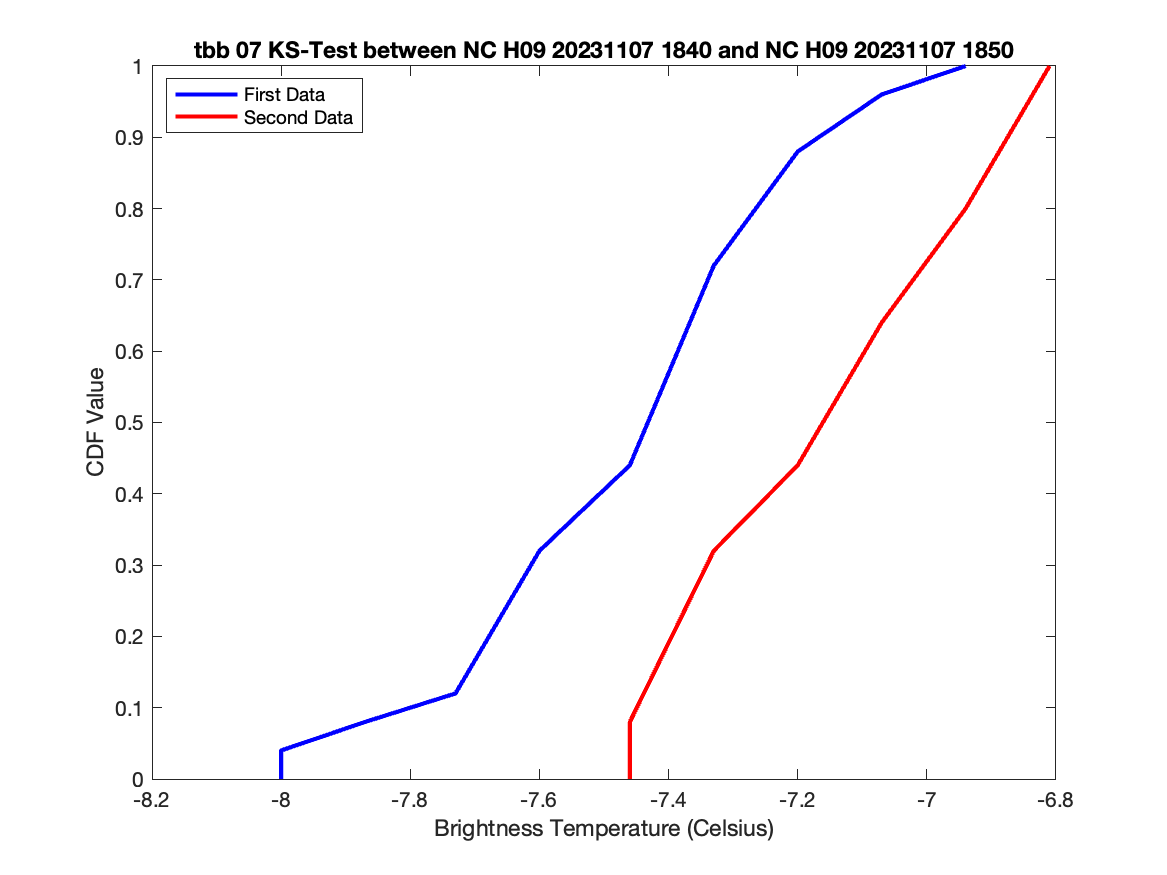 tbb 07 KS-Test between NC H09 20231107 1840 and NC H09 20231107 1850
First Data
Second Data
1
0.9
0.8
0.7
0.6
0.5
0.4
0.3
0.2
0.1
0
CDF Value
-8.2 -8 -7.8 -7.6 -7.4 -7.2 -7 -6.8
Brightness Temperature (Celsius)